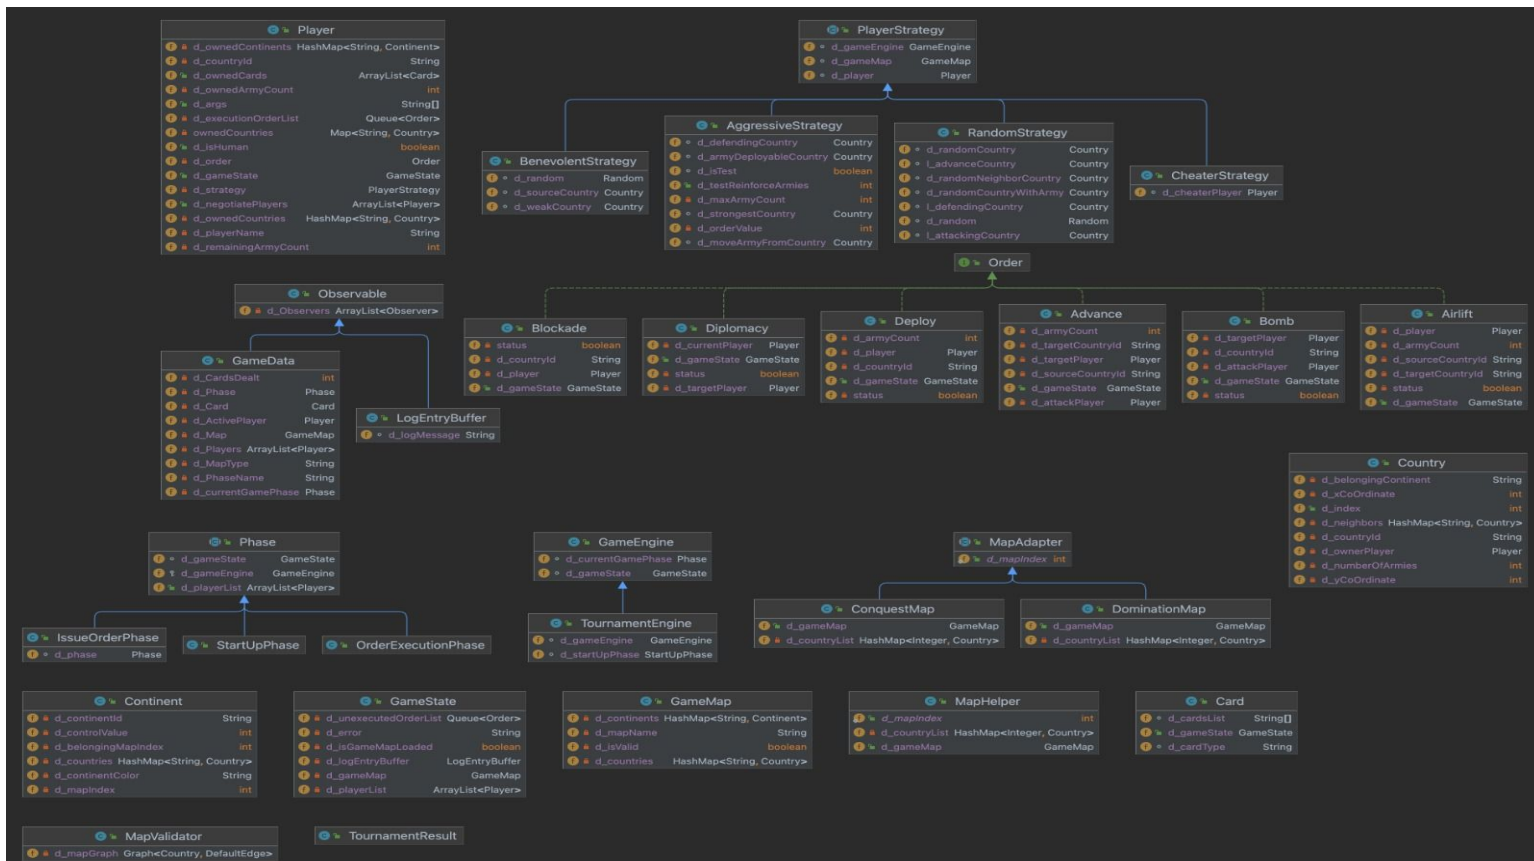 Player
d_ownedContinents HashMap<String, Continent>
d_countryId String
d_ownedCards ArrayList<Card>
d_ownedArmyCount int
d_args String[]
d_executionOrderList Queue<Order>
ownedCountries Map<String, Country>
d_isHuman boolean
d_order Order
d_gameState GameState
d_strategy PlayerStrategy
d_negotiatePlayers ArrayList<Player>
d_ownedCountries HashMap<String, Country>
d_playerName String
d_remainingArmyCount int
PlayerStrategy
d_gameEngine GameEngine
d_gameMap GameMap
d_player Player
BenevolentStrategy
d_random Random
d_sourceCountry Country
d_weakCountry Country
AggressiveStrategy
d_defendingCountry Country
d_armyDeployableCountry Country
d_isTest boolean
d_testReinforceArmies int
d_maxArmyCount int
d_strongestCountry Country
d_orderValue int
d_moveArmyFromCountry Country
RandomStrategy
d_randomCountry Country
l_advanceCountry Country
d_randomNeighborCountry Country
d_randomCountryWithArmy Country
l_defendingCountry Country
d_random Random
l_attackingCountry Country
CheaterStrategy
d_cheaterPlayer Player
Order
Observable
d_Observers ArrayList<Observer>
GameData
d_CardsDealt int
d_Phase Phase
d_Card Card
d_ActivePlayer Player
d_Map GameMap
d_Players ArrayList<Player>
d_MapType String
d_PhaseName String
d_currentGamePhase Phase
LogEntryBuffer
d_logMessage String
Blockade
status boolean
d_countryId String
d_player Player
d_gameState GameState
Diplomacy
d_currentPlayer Player
d_gameState GameState
status boolean
d_targetPlayer Player
Deploy
d_armyCount int
d_player Player
d_countryId String
d_gameState GameState
status boolean
Advance
d_armyCount int
d_targetCountryId String
d_targetPlayer Player
d_sourceCountryId String
d_gameState GameState
d_attackPlayer Player
Bomb
d_targetPlayer Player
d_countryId String
d_attackPlayer Player
d_gameState GameState
status boolean
Airlift
d_player Player
d_armyCount int
d_sourceCountryId String
d_targetCountryId String
status boolean
d_gameState GameState
Country
d_belongingContinent String
d_xCoOrdinate int
d_index int
d_neighbors HashMap<String, Country>
d_countryId String
d_ownerPlayer Player
d_numberOfArmies int
d_yCoOrdinate int
Phase
d_gameState GameState
d_gameEngine GameEngine
d_playerList ArrayList<Player>
IssueOrderPhase
d_phase Phase
StartUpPhase
OrderExecutionPhase
GameEngine
d_currentGamePhase Phase
d_gameState GameState
TournamentEngine
d_gameEngine GameEngine
d_startUpPhase StartUpPhase
MapAdapter
d_mapIndex int
ConquestMap
d_gameMap GameMap
d_countryList HashMap<Integer, Country>
DominationMap
d_gameMap GameMap
d_countryList HashMap<Integer, Country>
Continent
d_continentId String
d_controlValue int
d_belongingMapIndex int
d_countries HashMap<String, Country>
d_continentColor String
d_mapIndex int
GameState
d_unexecutedOrderList Queue<Order>
d_error String
d_isGameMapLoaded boolean
d_logEntryBuffer LogEntryBuffer
d_gameMap GameMap
d_playerList ArrayList<Player>
GameMap
d_continents HashMap<String, Continent>
d_mapName String
d_isValid boolean
d_countries HashMap<String, Country>
MapHelper
d_mapIndex int
d_countryList HashMap<Integer, Country>
d_gameMap GameMap
Card
d_cardsList String[]
d_gameState GameState
d_cardType String
MapValidator
d_mapGraph Graph<Country, DefaultEdge>
TournamentResult